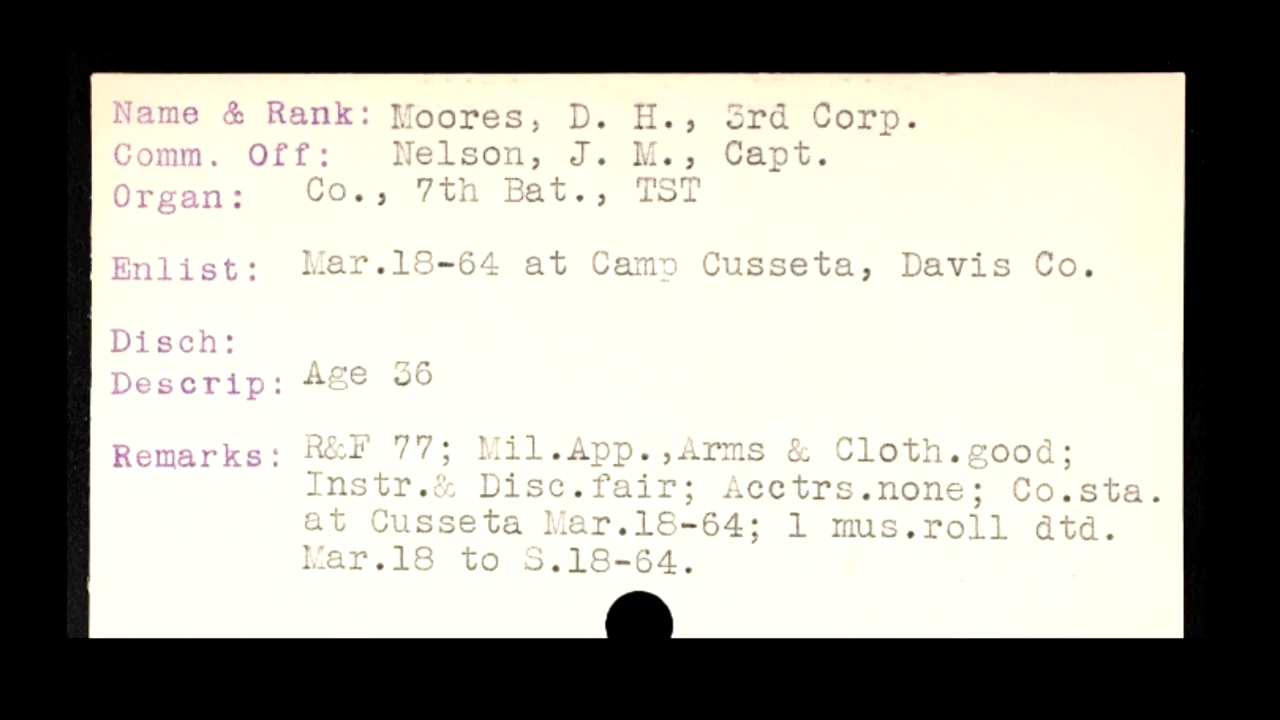 Name & Rank: Moores, D. H., 3rd Corp.
Comm. Off: Nelson, J. M., Capt.
Organ: Co., 7th Bat., TST
Enlist: Mar.18-64 at Camp Cusseta, Davis Co.
Disch:
Descrip: Age 36
Remarks: R&F 77; Mil.App.,Arms & Cloth.good;
Instr.& Disc.fair; Acctrs.none; Co.sta.
at Cusseta Mar.18-64; 1 mus.roll dtd.
Mar.18 to S.18-64.